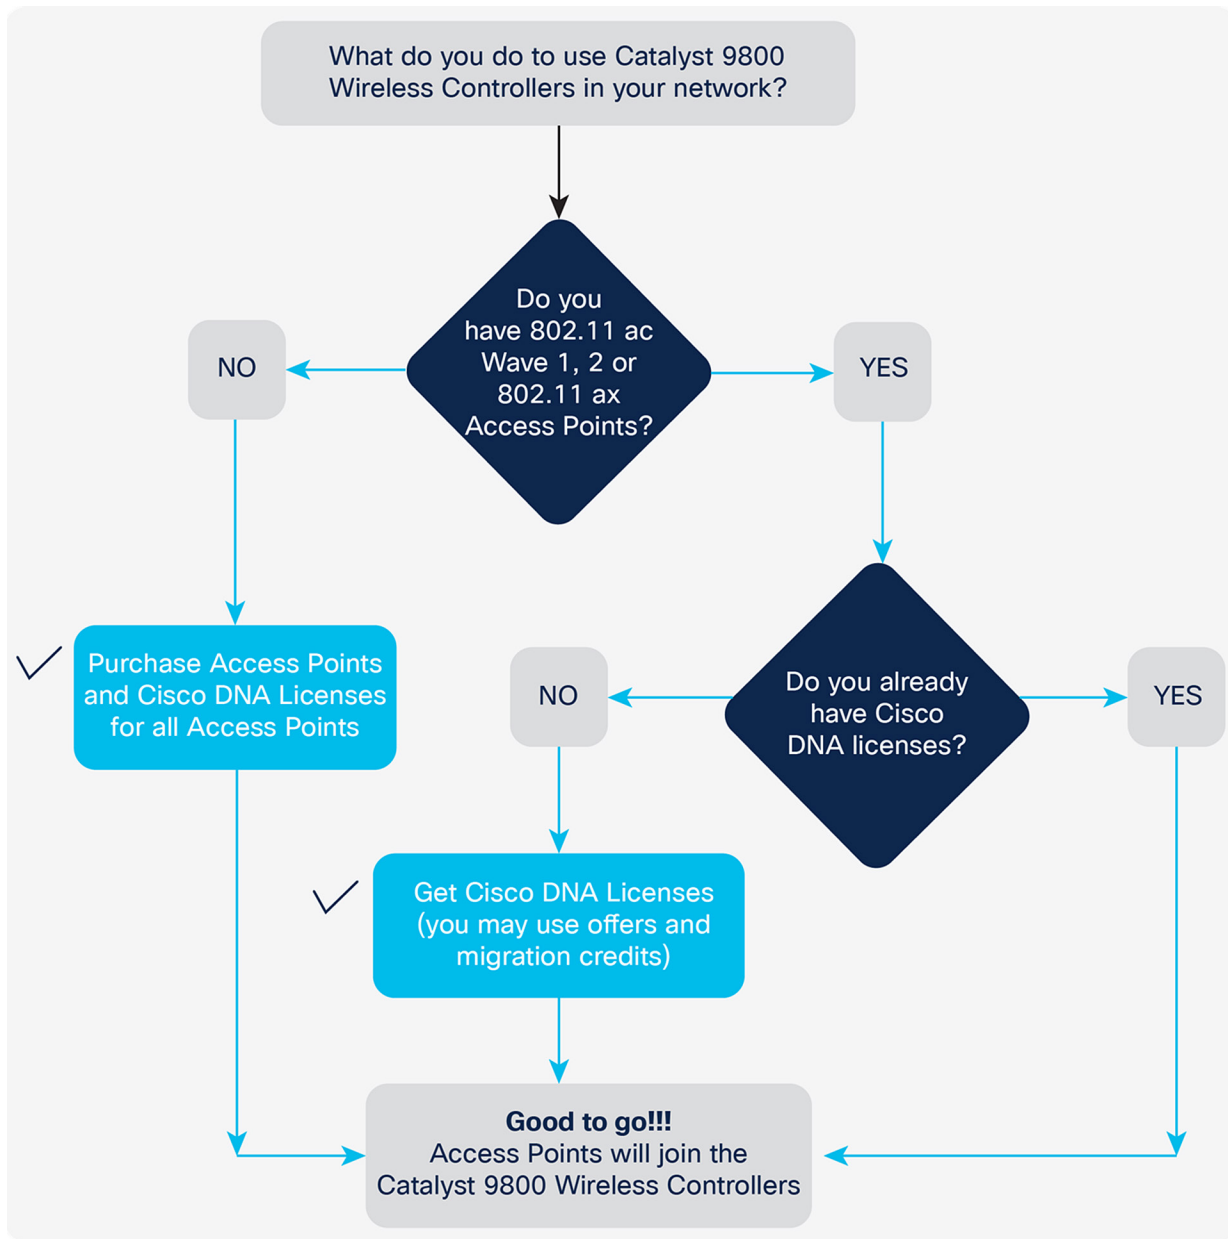 What do you do to use Catalyst 9800
Wireless Controllers in your network?
Do you
have 802.11 ac
Wave 1, 2 or
802.11 ax
Access Points?
NO
YES
Purchase Access Points
and Cisco DNA Licenses
for all Access Points
NO
Do you already
have Cisco
DNA licenses?
YES
Get Cisco DNA Licenses
(you may use offers and
migration credits)
Good to go!!!
Access Points will join the
Catalyst 9800 Wireless Controllers